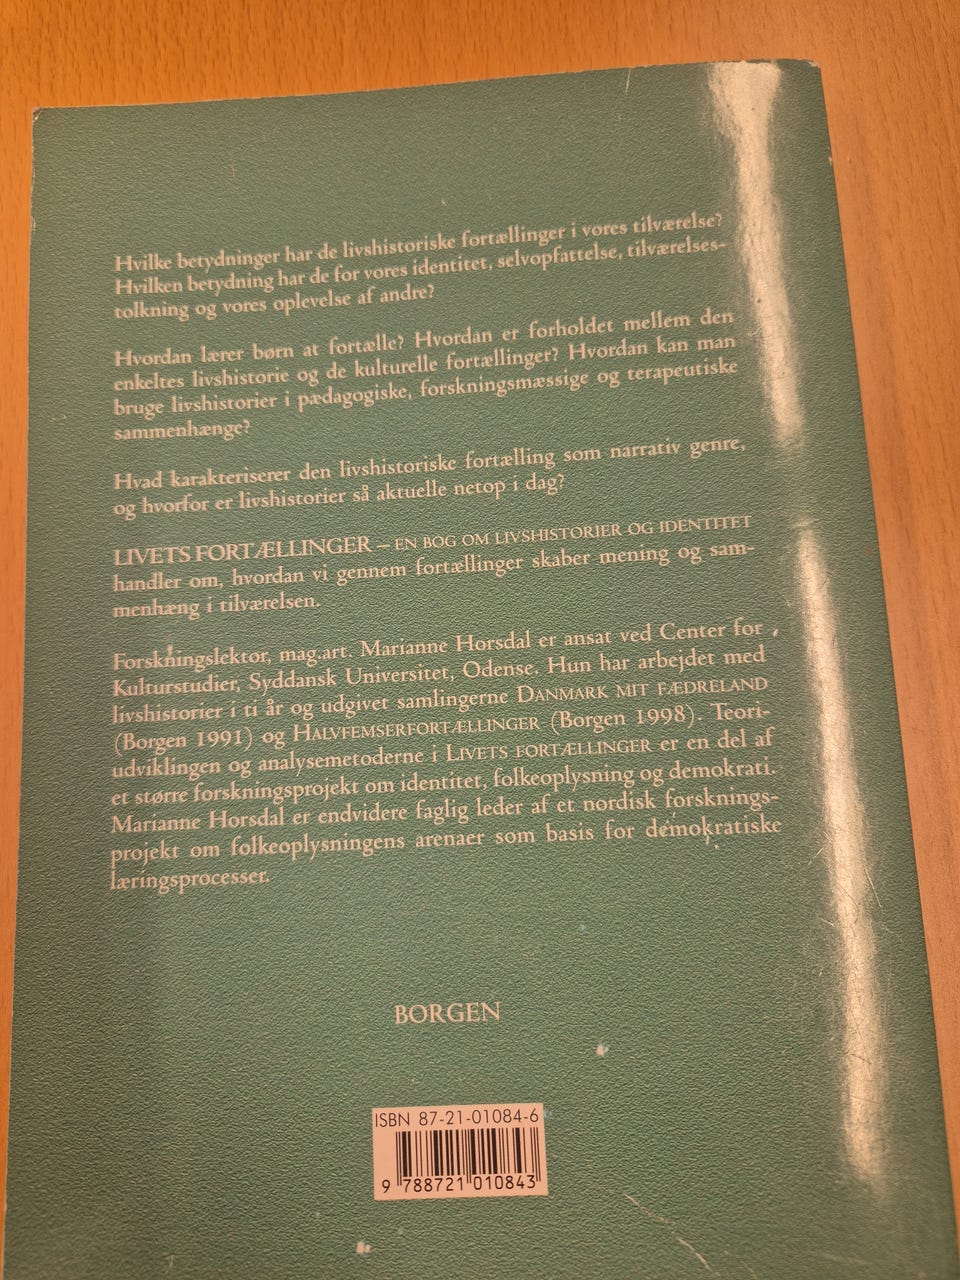 Hvilke betydninger har de livshistoriske fortællinger i vores tilværelse?
Hvilken betydning har de for vores identitet, selvopfattelse, tilværelses-
tolkning og vores oplevelse af andre?
Hvordan lærer børn at fortælle? Hvordan er forholdet mellem den
enkeltes livshistorie og de kulturelle fortællinger? Hvordan kan man
bruge livshistorier i pædagogiske, forskningsmæssige og terapeutiske
sammenhænge?
Hvad karakteriserer den livshistoriske fortælling som narrativ genre,
og hvorfor er livshistorier så aktuelle netop i dag?
LIVETS FORTÆLLINGER – EN BOG OM LIVSHISTORIER OG IDENTITET
handler om, hvordan vi gennem fortællinger skaber mening og sam-
menhæng i tilværelsen.
Forskningslektor, mag.art. Marianne Horsdal er ansat ved Center for
Kulturstudier, Syddansk Universitet, Odense. Hun har arbejdet med
livshistorier i ti år og udgivet samlingerne DANMARK MIT FÆDRELAND
(Borgen 1991) og HALVFEMSERFORTÆLLINGER (Borgen 1998). Teori-
udviklingen og analysemetoderne i LIVETS FORTÆLLINGER er en del af
et større forskningsprojekt om identitet, folkeoplysning og demokrati.
Marianne Horsdal er endvidere faglig leder af et nordisk forsknings-
projekt om folkeoplysningens arenaer som basis for demokratiske
læringsprocesser.
BORGEN
ISBN 87-21-01084-6
9 788721 010843